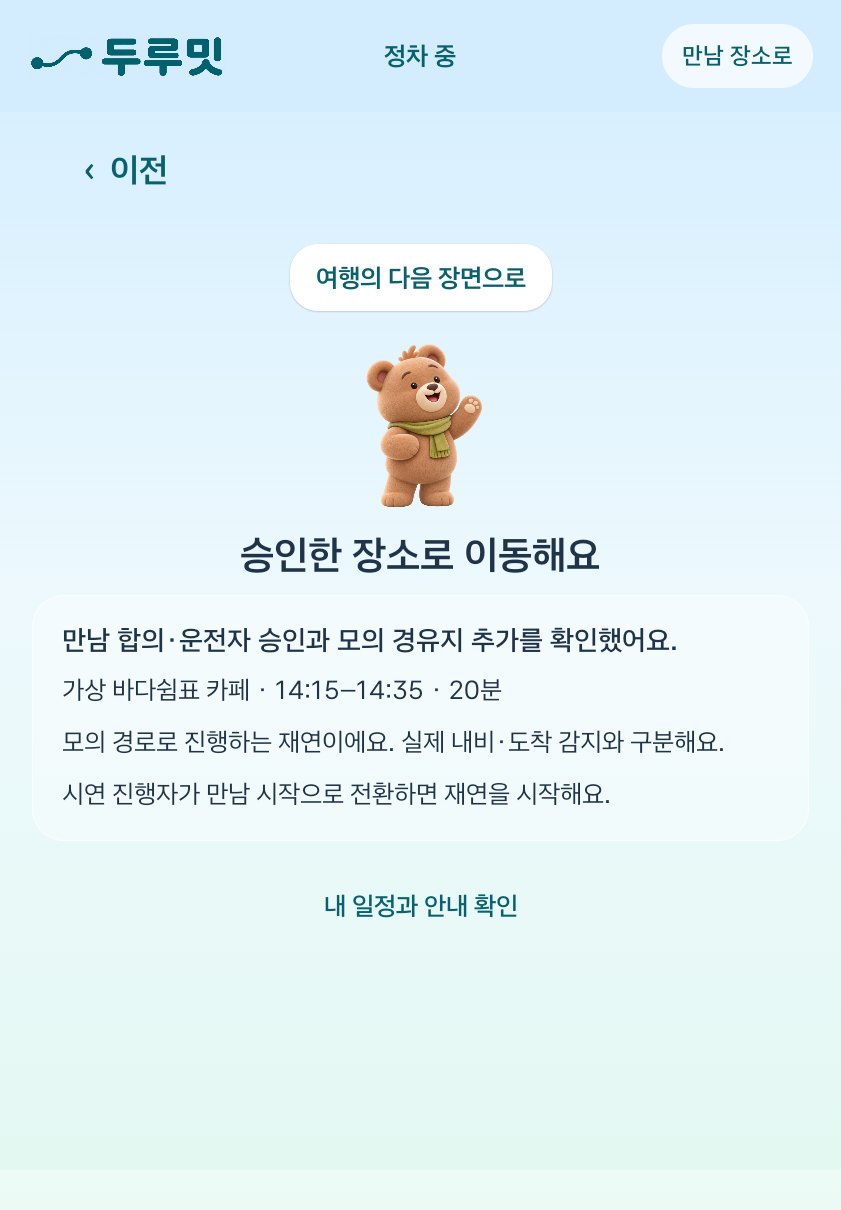 두루밋
정차 중
만남 장소로
‹ 이전
여행의 다음 장면으로
승인한 장소로 이동해요
만남 합의·운전자 승인과 모의 경유지 추가를 확인했어요.
가상 바다쉼표 카페 · 14:15–14:35 · 20분
모의 경로로 진행하는 재연이에요. 실제 내비·도착 감지와 구분해요.
시연 진행자가 만남 시작으로 전환하면 재연을 시작해요.
내 일정과 안내 확인